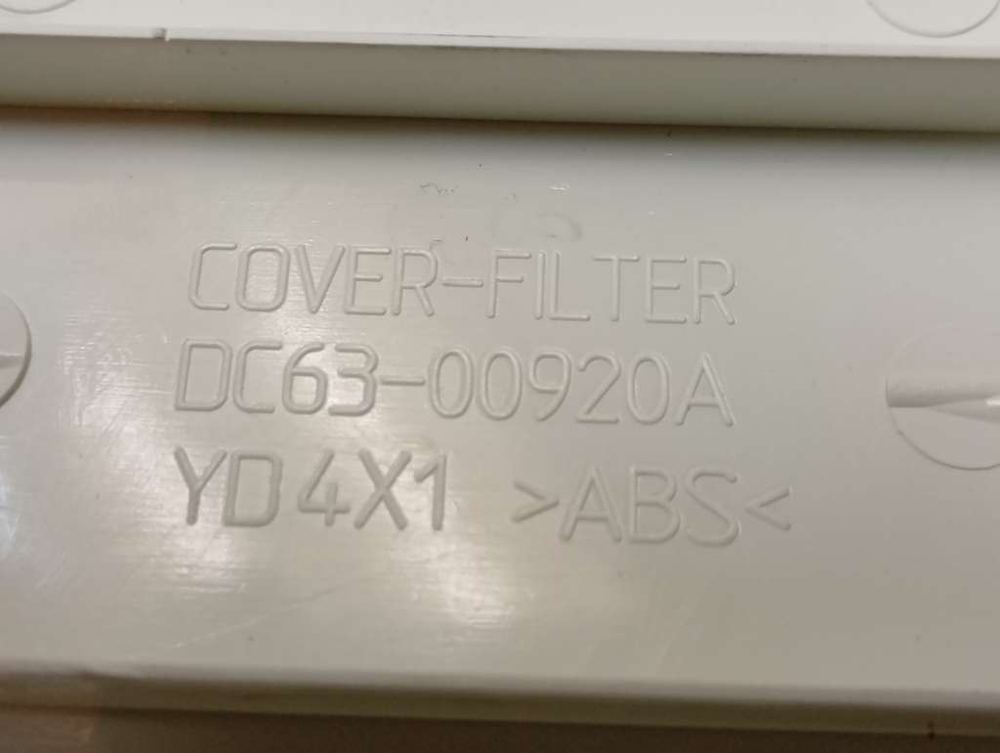 COVER-FILTER
DC63-00920A
YD4X1 >ABS<